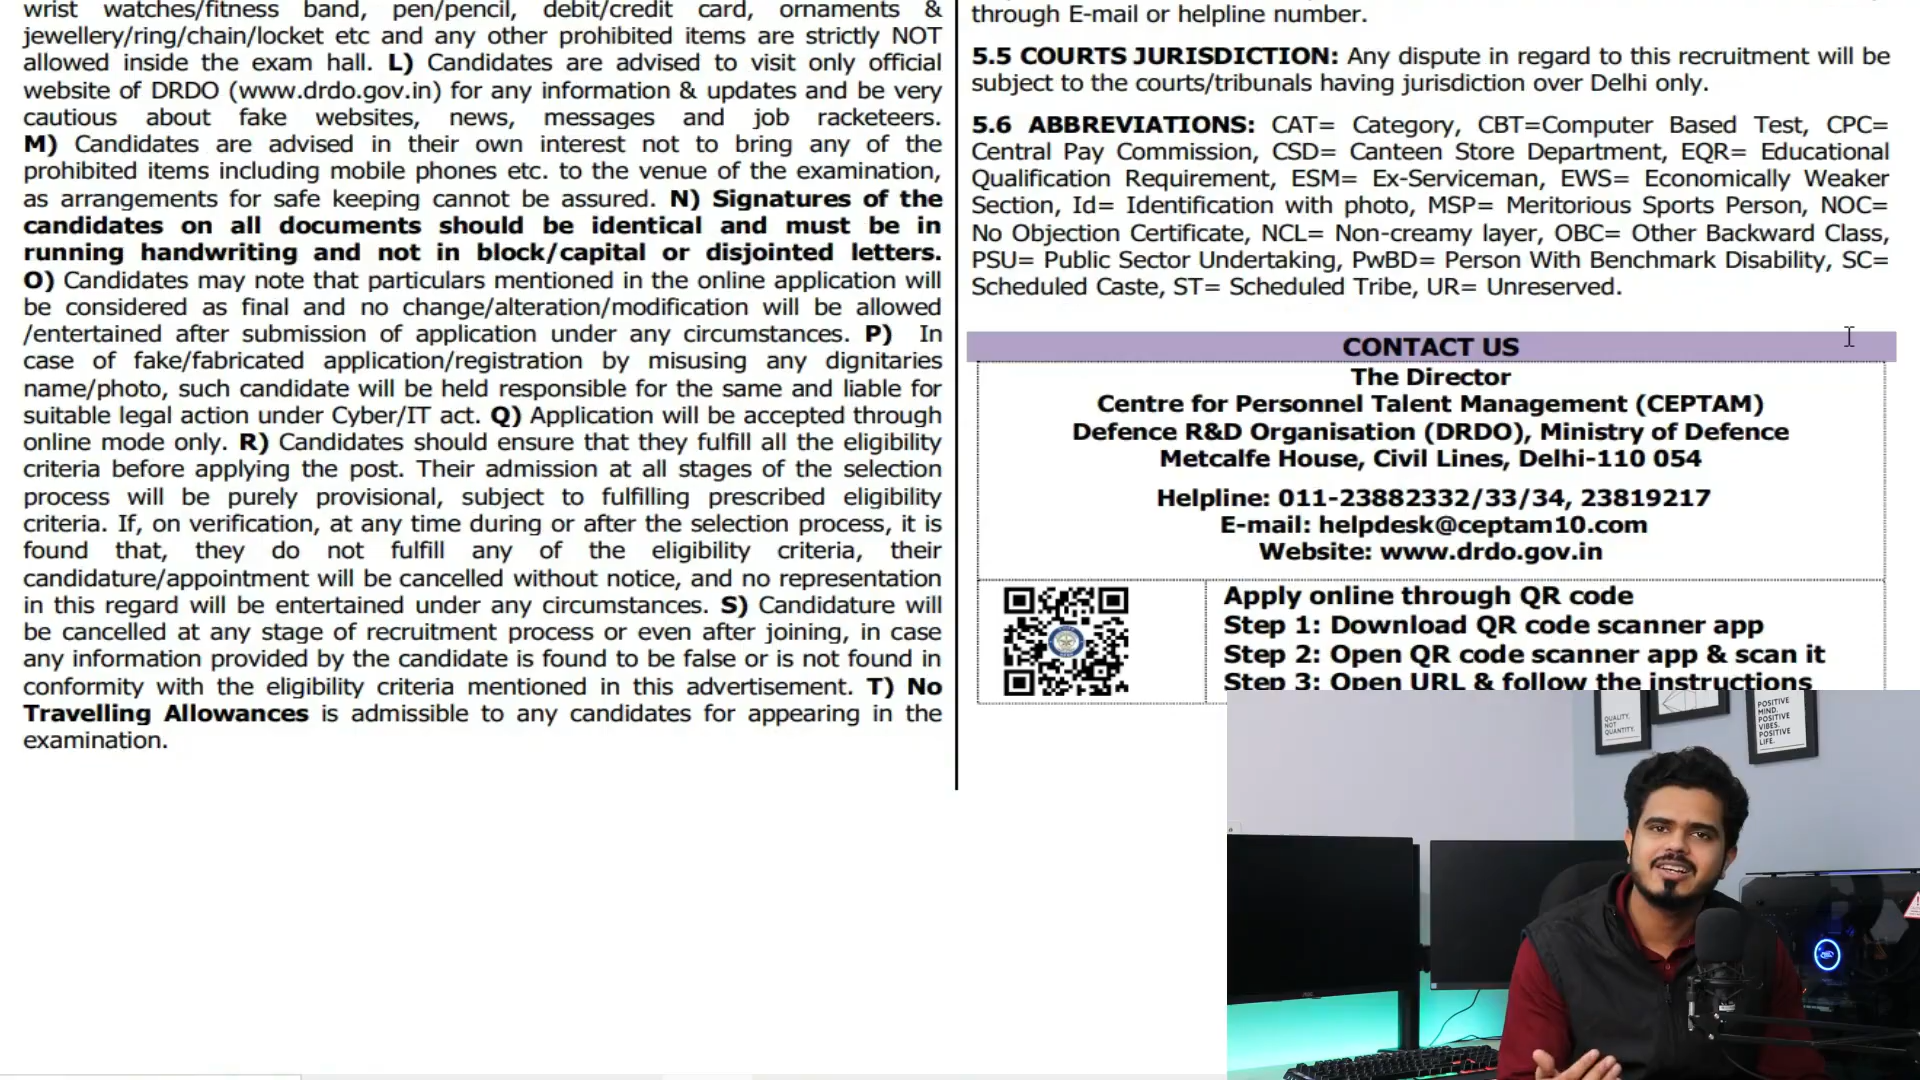 wrist watches/fitness band, pen/pencil, debit/credit card, ornaments &
jewellery/ring/chain/locket etc and any other prohibited items are strictly NOT
allowed inside the exam hall. L) Candidates are advised to visit only official
website of DRDO (www.drdo.gov.in) for any information & updates and be very
cautious about fake websites, news, messages and job racketeers.
M) Candidates are advised in their own interest not to bring any of the
prohibited items including mobile phones etc. to the venue of the examination,
as arrangements for safe keeping cannot be assured. N) Signatures of the
candidates on all documents should be identical and must be in
running handwriting and not in block/capital or disjointed letters.
O) Candidates may note that particulars mentioned in the online application will
be considered as final and no change/alteration/modification will be allowed
/entertained after submission of application under any circumstances. P) In
case of fake/fabricated application/registration by misusing any dignitaries
name/photo, such candidate will be held responsible for the same and liable for
suitable legal action under Cyber/IT act. Q) Application will be accepted through
online mode only. R) Candidates should ensure that they fulfill all the eligibility
criteria before applying the post. Their admission at all stages of the selection
process will be purely provisional, subject to fulfilling prescribed eligibility
criteria. If, on verification, at any time during or after the selection process, it is
found that, they do not fulfill any of the eligibility criteria, their
candidature/appointment will be cancelled without notice, and no representation
in this regard will be entertained under any circumstances. S) Candidature will
be cancelled at any stage of recruitment process or even after joining, in case
any information provided by the candidate is found to be false or is not found in
conformity with the eligibility criteria mentioned in this advertisement. T) No
Travelling Allowances is admissible to any candidates for appearing in the
examination.
through E-mail or helpline number.
5.5 COURTS JURISDICTION: Any dispute in regard to this recruitment will be
subject to the courts/tribunals having jurisdiction over Delhi only.
5.6 ABBREVIATIONS: CAT= Category, CBT=Computer Based Test, CPC=
Central Pay Commission, CSD= Canteen Store Department, EQR= Educational
Qualification Requirement, ESM= Ex-Serviceman, EWS= Economically Weaker
Section, Id= Identification with photo, MSP= Meritorious Sports Person, NOC=
No Objection Certificate, NCL= Non-creamy layer, OBC= Other Backward Class,
PSU= Public Sector Undertaking, PwBD= Person With Benchmark Disability, SC=
Scheduled Caste, ST= Scheduled Tribe, UR= Unreserved.
CONTACT US
The Director
Centre for Personnel Talent Management (CEPTAM)
Defence R&D Organisation (DRDO), Ministry of Defence
Metcalfe House, Civil Lines, Delhi-110 054
Helpline: 011-23882332/33/34, 23819217
E-mail: helpdesk@ceptam10.com
Website: www.drdo.gov.in
Apply online through QR code
Step 1: Download QR code scanner app
Step 2: Open QR code scanner app & scan it
Step 3: Open URL & follow the instructions
QUALITY.
NOT
QUANTITY.
POSITIVE
MIND.
POSITIVE
VIBES.
POSITIVE
LIFE.